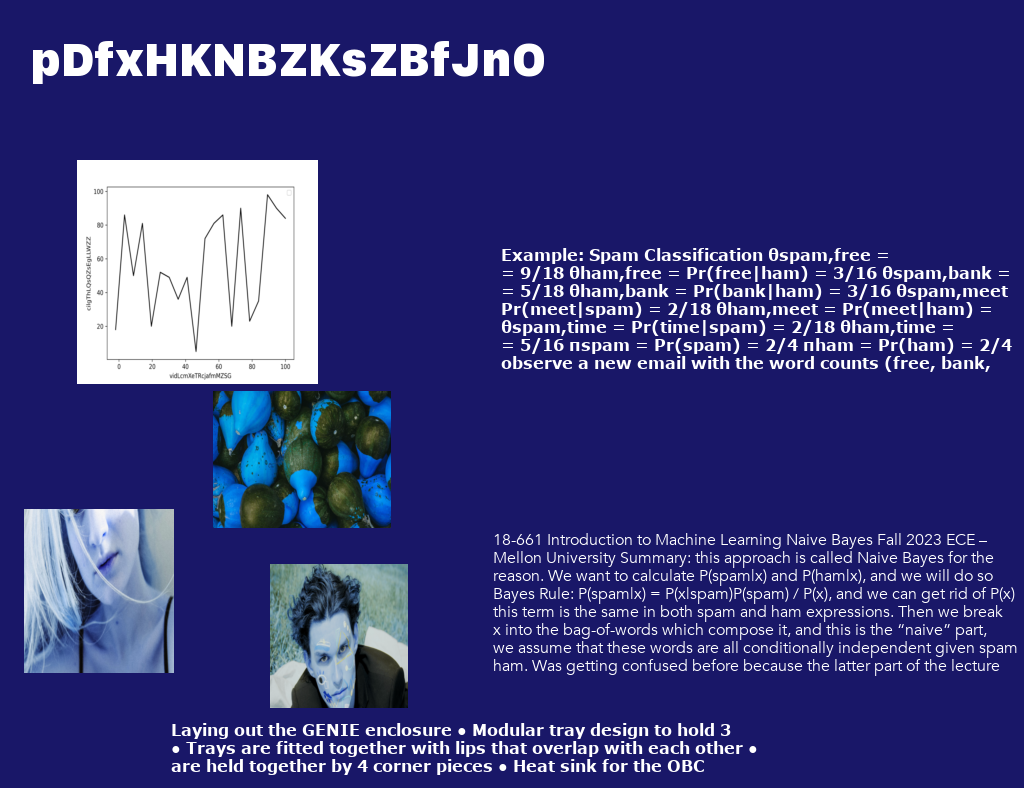 pDfxHKNBZKsZBfJnO
100
80
60
40
20
0 20 40 60 80 100
vidLcmXeTRcjafmMZSG
Example: Spam Classification θspam,free =
= 9/18 θham,free = Pr(free|ham) = 3/16 θspam,bank =
= 5/18 θham,bank = Pr(bank|ham) = 3/16 θspam,meet
Pr(meet|spam) = 2/18 θham,meet = Pr(meet|ham) =
θspam,time = Pr(time|spam) = 2/18 θham,time =
= 5/16 πspam = Pr(spam) = 2/4 πham = Pr(ham) = 2/4
observe a new email with the word counts (free, bank,
18-661 Introduction to Machine Learning Naive Bayes Fall 2023 ECE –
Mellon University Summary: this approach is called Naive Bayes for the
reason. We want to calculate P(spam|x) and P(ham|x), and we will do so
Bayes Rule: P(spam|x) = P(x|spam)P(spam) / P(x), and we can get rid of P(x)
this term is the same in both spam and ham expressions. Then we break
x into the bag-of-words which compose it, and this is the “naive” part,
we assume that these words are all conditionally independent given spam
ham. Was getting confused before because the latter part of the lecture
Laying out the GENIE enclosure ● Modular tray design to hold 3
● Trays are fitted together with lips that overlap with each other ●
are held together by 4 corner pieces ● Heat sink for the OBC